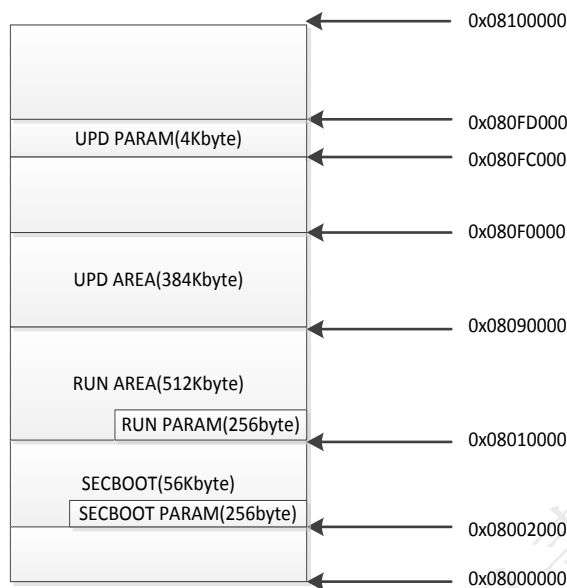 0x08100000
0x080FD000
UPD PARAM(4Kbyte)
0x080FC000
0x080F0000
UPD AREA(384Kbyte)
0x08090000
RUN AREA(512Kbyte)
RUN PARAM(256byte)
0x08010000
SECBOOT(56Kbyte)
SECBOOT PARAM(256byte)
0x08002000
0x08000000